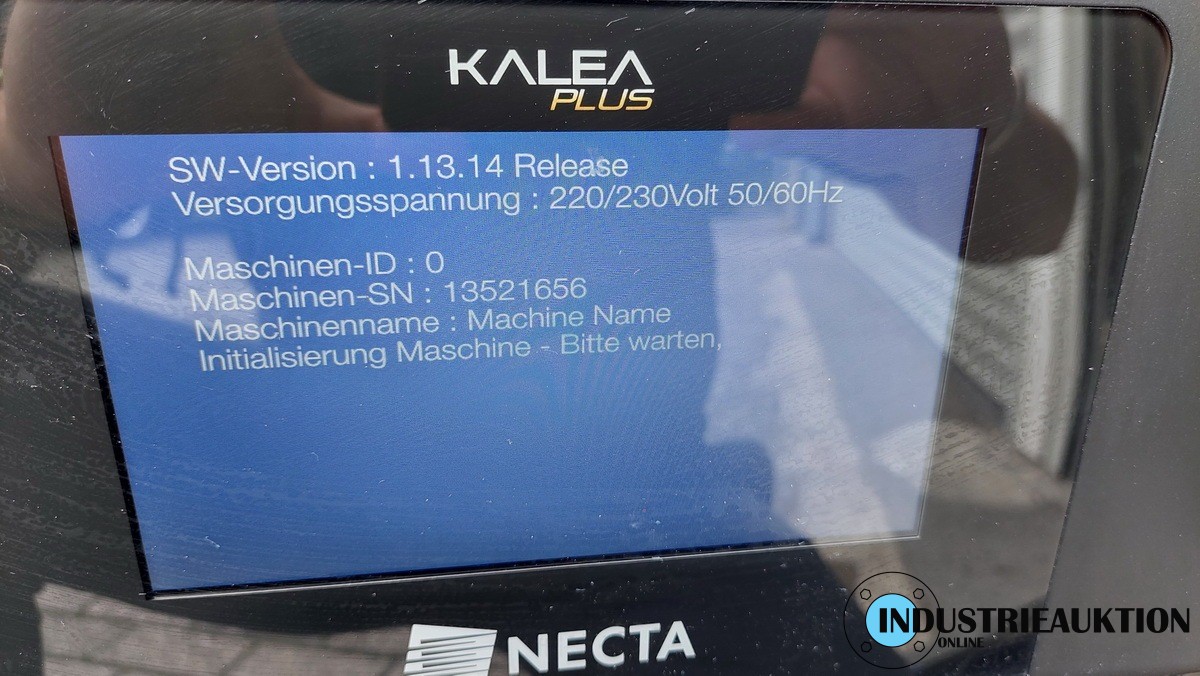 KALEA
PLUS
SW-Version : 1.13.14 Release
Versorgungsspannung : 220/230Volt 50/60Hz
Maschinen-ID : 0
Maschinen-SN : 13521656
Maschinenname : Machine Name
Initialisierung Maschine - Bitte warten,
NECTA
INDUSTRIEAUKTION
ONLINE